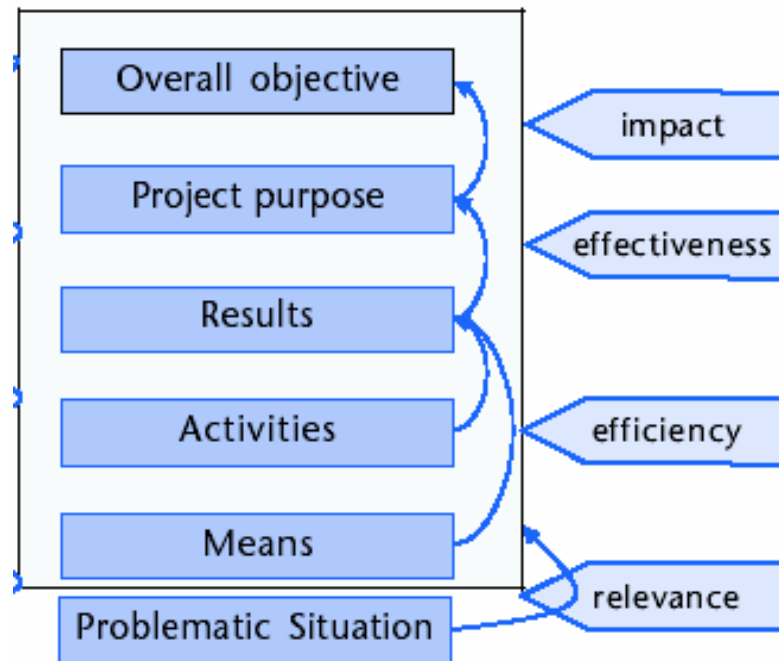 Overall objective
impact
Project purpose
effectiveness
Results
Activities
efficiency
Means
relevance
Problematic Situation